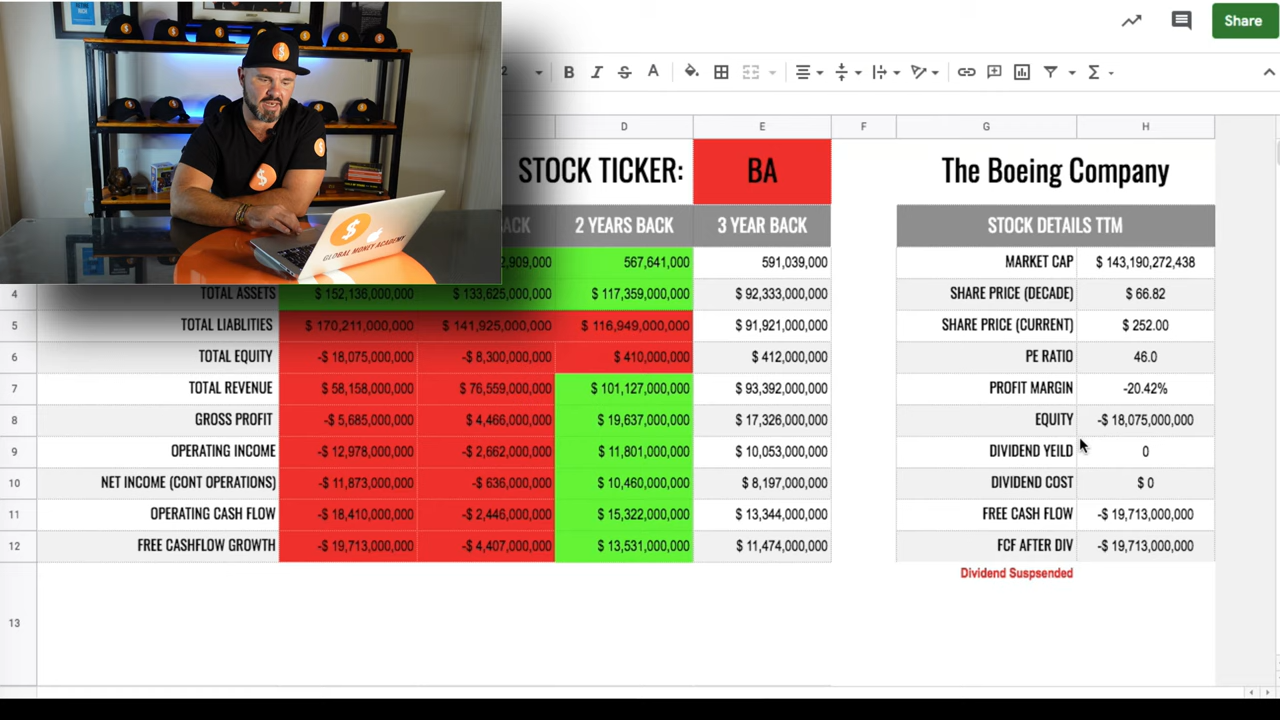 Share
2
B I S A
Σ
D E F G H
STOCK TICKER: BA The Boeing Company
BACK 2 YEARS BACK 3 YEAR BACK STOCK DETAILS TTM
2,909,000 567,641,000 591,039,000 MARKET CAP $ 143,190,272,438
4 TOTAL ASSETS $ 152,136,000,000 $ 133,625,000,000 $ 117,359,000,000 $ 92,333,000,000 SHARE PRICE (DECADE) $ 66.82
5 TOTAL LIABLITIES $ 170,211,000,000 $ 141,925,000,000 $ 116,949,000,000 $ 91,921,000,000 SHARE PRICE (CURRENT) $ 252.00
6 TOTAL EQUITY -$ 18,075,000,000 -$ 8,300,000,000 $ 410,000,000 $ 412,000,000 PE RATIO 46.0
7 TOTAL REVENUE $ 58,158,000,000 $ 76,559,000,000 $ 101,127,000,000 $ 93,392,000,000 PROFIT MARGIN -20.42%
8 GROSS PROFIT -$ 5,685,000,000 $ 4,466,000,000 $ 19,637,000,000 $ 17,326,000,000 EQUITY -$ 18,075,000,000
9 OPERATING INCOME -$ 12,978,000,000 -$ 2,662,000,000 $ 11,801,000,000 $ 10,053,000,000 DIVIDEND YEILD 0
10 NET INCOME (CONT OPERATIONS) -$ 11,873,000,000 -$ 636,000,000 $ 10,460,000,000 $ 8,197,000,000 DIVIDEND COST $ 0
11 OPERATING CASH FLOW -$ 18,410,000,000 -$ 2,446,000,000 $ 15,322,000,000 $ 13,344,000,000 FREE CASH FLOW -$ 19,713,000,000
12 FREE CASHFLOW GROWTH -$ 19,713,000,000 -$ 4,407,000,000 $ 13,531,000,000 $ 11,474,000,000 FCF AFTER DIV -$ 19,713,000,000
Dividend Suspsended
13
$
GLOBAL MONEY ACADEMY